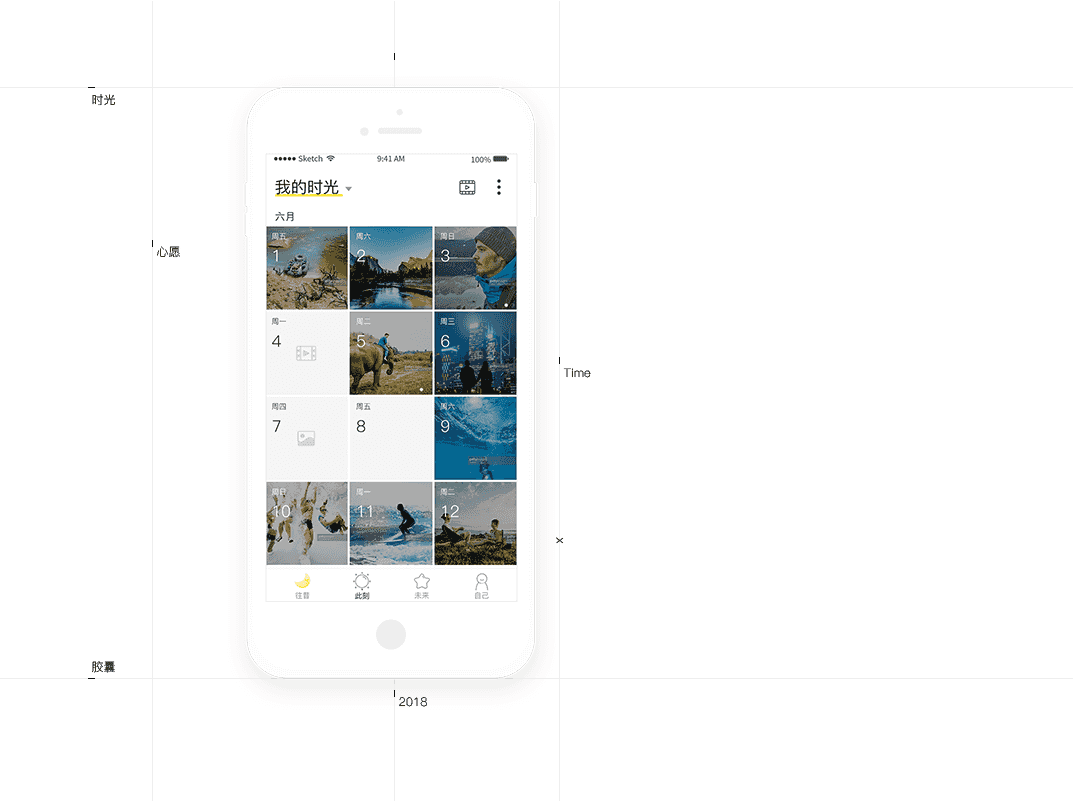 时光
●●●●● Sketch 9:41 AM 100%
我的时光
六月
周五 周六 周日
1 2 3
心愿
周一 周二 周三
4 5 6
Time
周四 周五 周六
7 8 9
周日 周一 周二
10 11 12
x
往昔 此刻 未来 自己
胶囊
2018